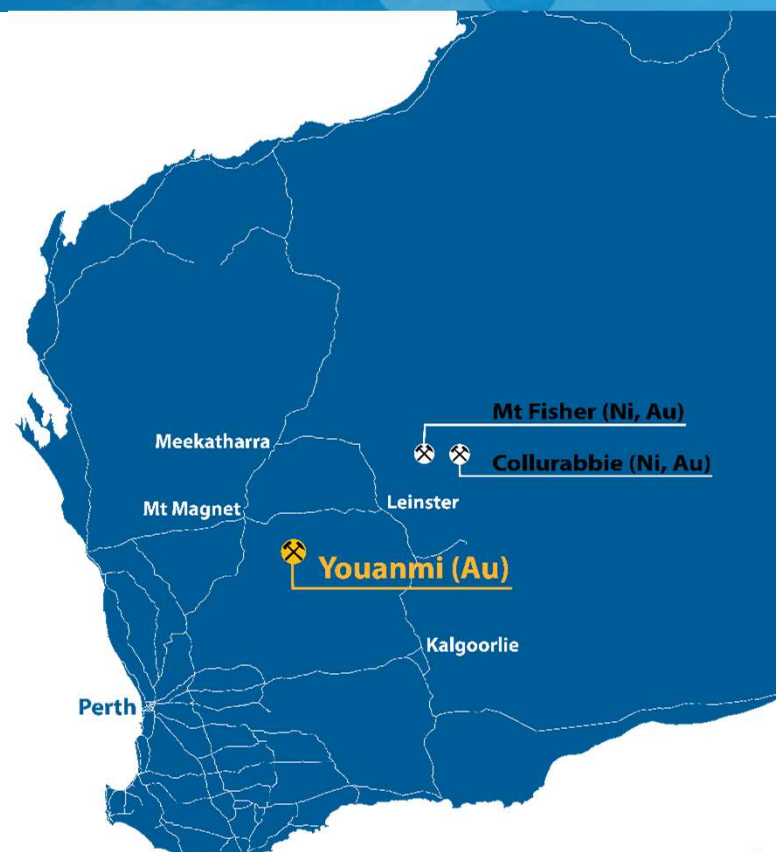 Mt Fisher (Ni, Au)
Meekatharra
Collurabbie (Ni, Au)
Leinster
Mt Magnet
Youanmi (Au)
Kalgoorlie
Perth